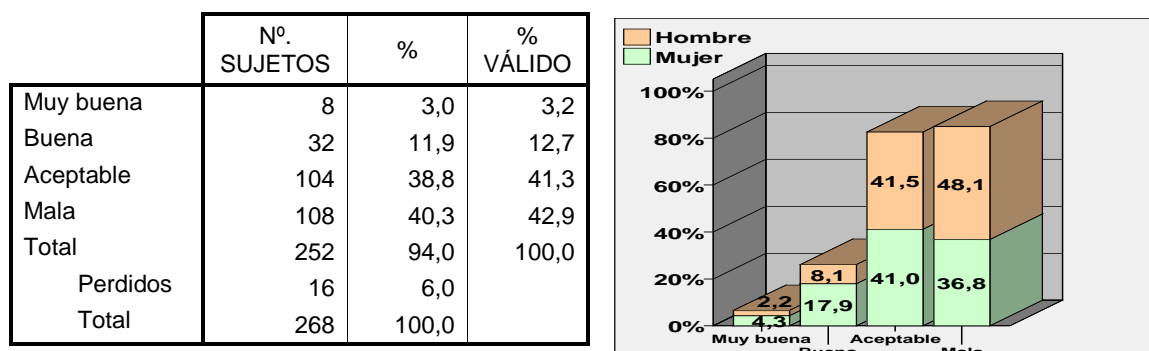 Nº. SUJETOS % % VÁLIDO
Muy buena 8 3,0 3,2
Buena 32 11,9 12,7
Aceptable 104 38,8 41,3
Mala 108 40,3 42,9
Total 252 94,0 100,0
Perdidos 16 6,0
Total 268 100,0
Hombre
Mujer
100%
80%
60%
40%
20%
0%
41,5 48,1
41,0 36,8
8,1
17,9
2,2
4,3
Muy buena Aceptable
Buena Mala